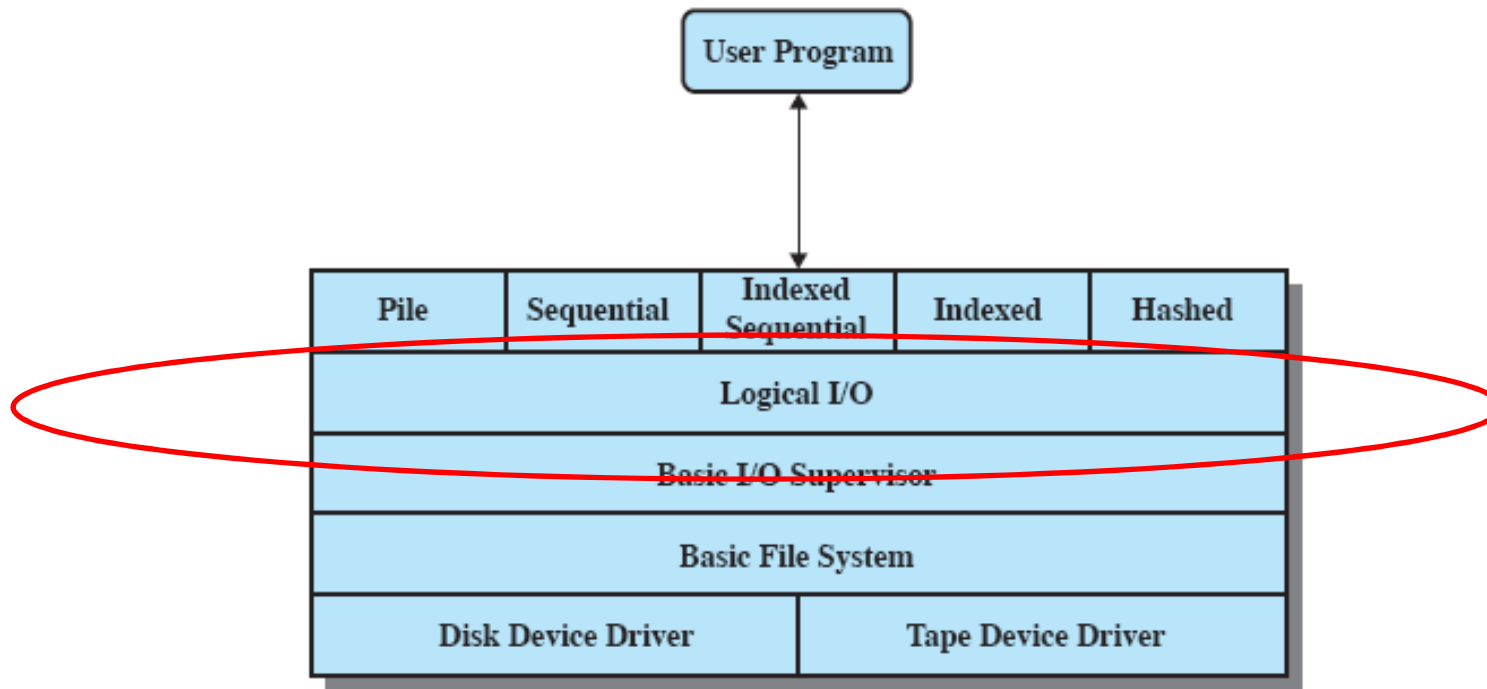 User Program
Pile
Sequential
Indexed
Sequential
Indexed
Hashed
Logical I/O
Basic I/O Supervisor
Basic File System
Disk Device Driver
Tape Device Driver